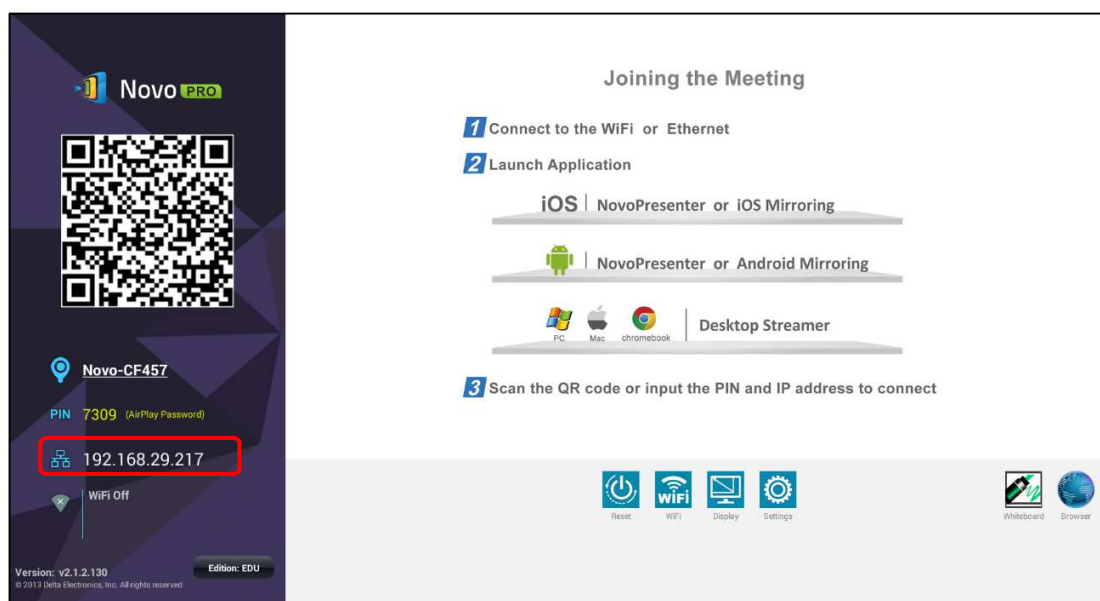 Novo PRO
Novo-CF457
PIN 7309 (AirPlay Password)
192.168.29.217
WiFi Off
Version: v2.1.2.130
Edition: EDU
© 2013 Delta Electronics, Inc. All rights reserved
Joining the Meeting
1 Connect to the WiFi or Ethernet
2 Launch Application
iOS NovoPresenter or iOS Mirroring
NovoPresenter or Android Mirroring
PC Mac chromebook Desktop Streamer
3 Scan the QR code or input the PIN and IP address to connect
WiFi
Reset WiFi Display Settings
Whiteboard Browser